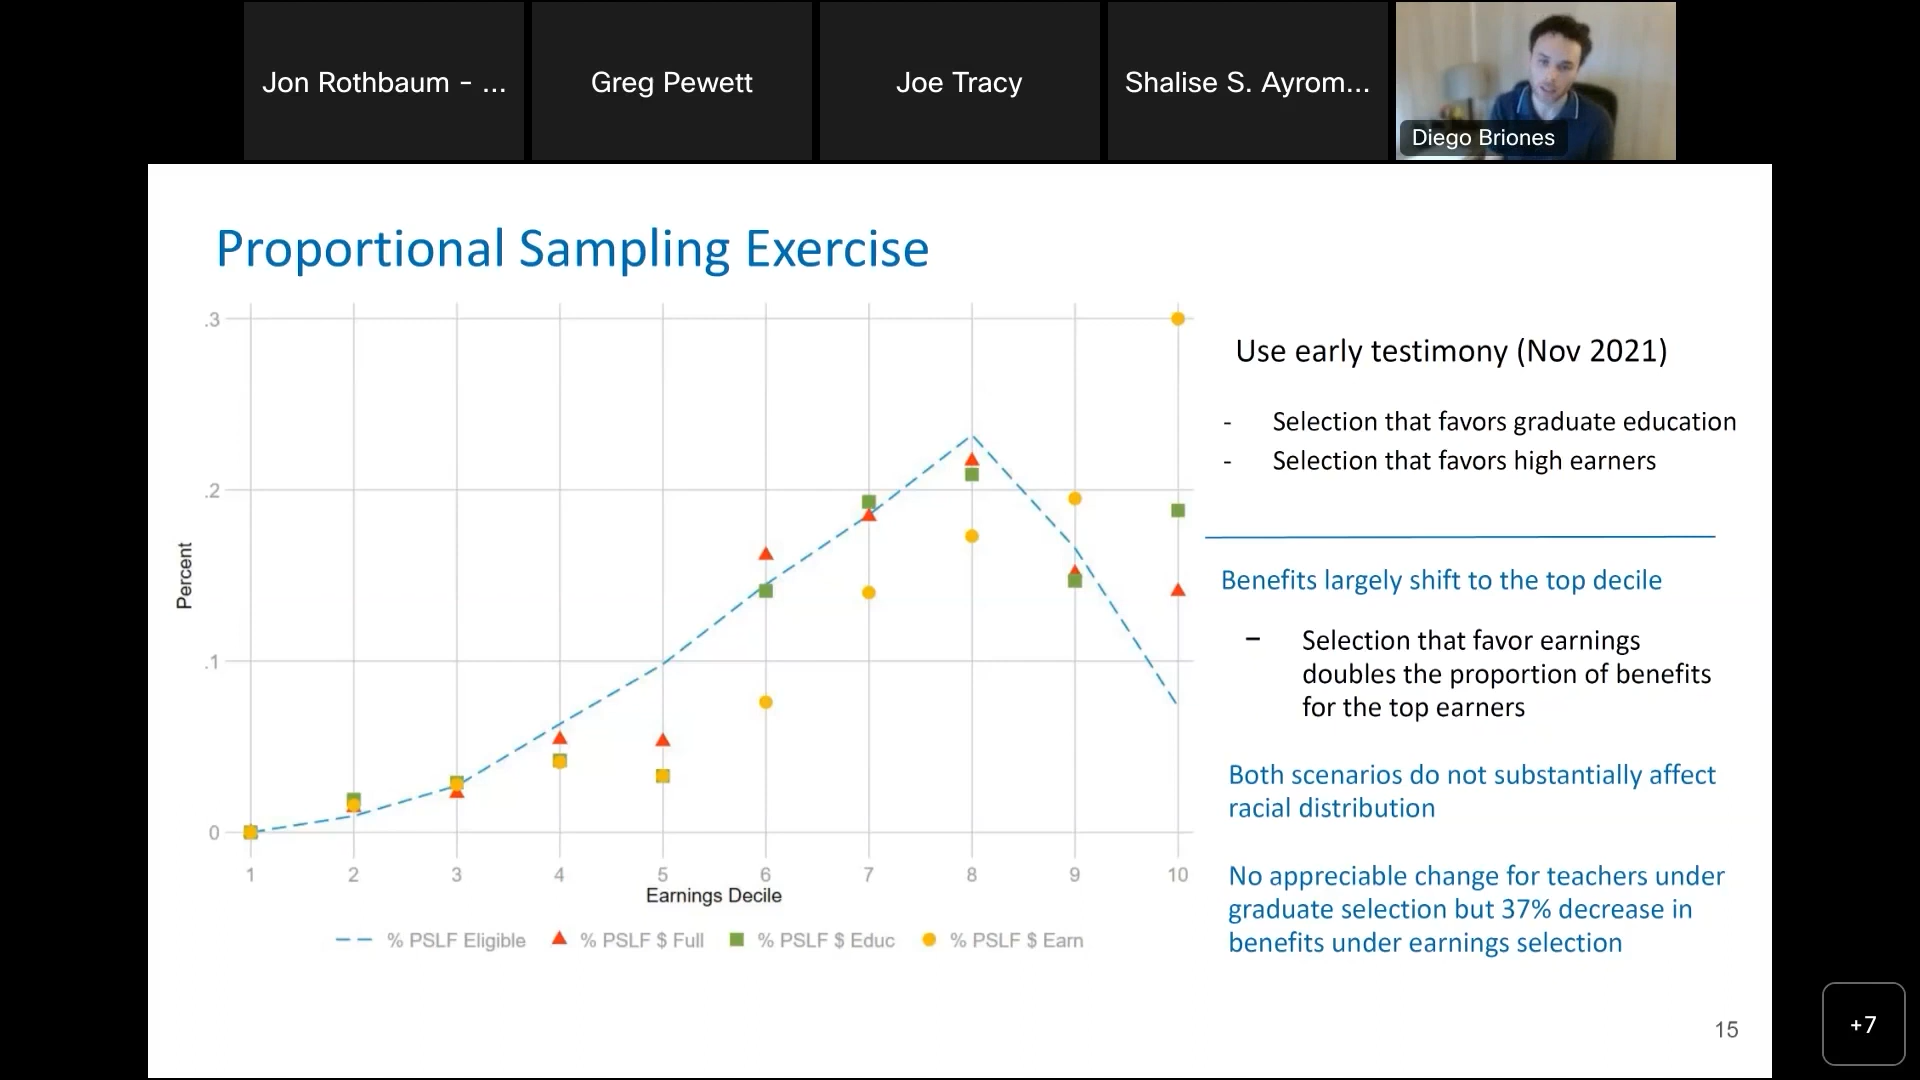 Jon Rothbaum - ...
Greg Pewett
Joe Tracy
Shalise S. Ayrom...
Diego Briones
Proportional Sampling Exercise
.3
.2
.1
0
Percent
1 2 3 4 5 6 7 8 9 10
Earnings Decile
% PSLF Eligible % PSLF $ Full % PSLF $ Educ % PSLF $ Earn
Use early testimony (Nov 2021)
- Selection that favors graduate education
- Selection that favors high earners
Benefits largely shift to the top decile
– Selection that favor earnings
doubles the proportion of benefits
for the top earners
Both scenarios do not substantially affect
racial distribution
No appreciable change for teachers under
graduate selection but 37% decrease in
benefits under earnings selection
15
+7